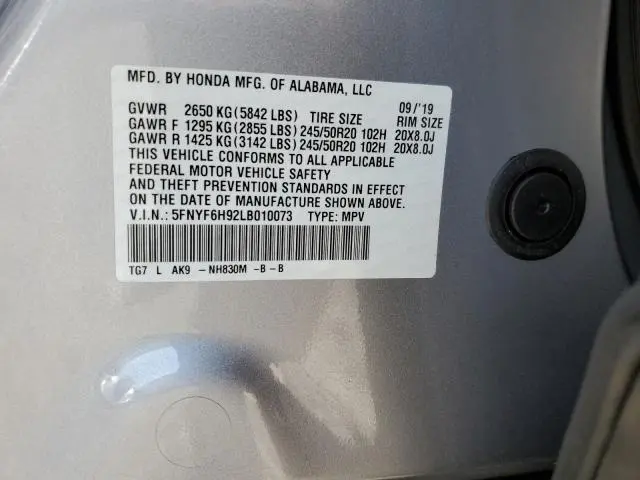 MFD. BY HONDA MFG. OF ALABAMA, LLC
09/'19
GVWR 2650 KG(5842 LBS) TIRE SIZE RIM SIZE
GAWR F 1295 KG(2855 LBS)245/50R20 102H 20X8.0J
GAWR R 1425 KG(3142 LBS)245/50R20 102H 20X8.0J
THIS VEHICLE CONFORMS TO ALL APPLICABLE
FEDERAL MOTOR VEHICLE SAFETY
AND THEFT PREVENTION STANDARDS IN EFFECT
ON THE DATE OF MANUFACTURE SHOWN ABOVE.
V.I.N.: 5FNYF6H92LB010073 TYPE: MPV
TG7 L AK9 -NH830M -B-B